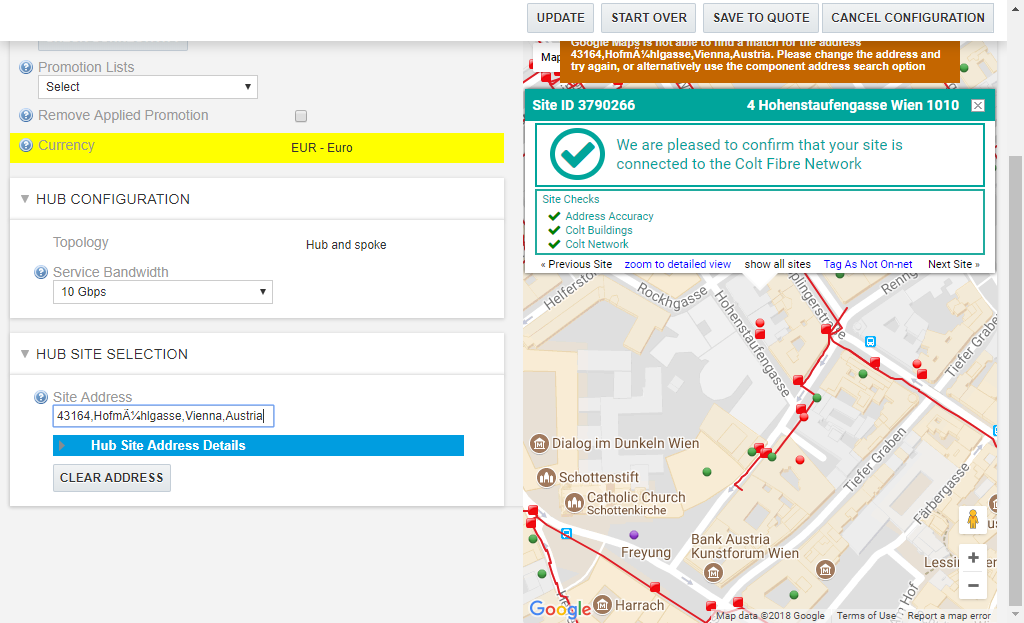 UPDATE
START OVER
SAVE TO QUOTE
CANCEL CONFIGURATION
Promotion Lists
Select
Remove Applied Promotion
Currency
EUR - Euro
HUB CONFIGURATION
Topology
Hub and spoke
Service Bandwidth
10 Gbps
HUB SITE SELECTION
Site Address
43164,HofmÃ¼hlgasse,Vienna,Austria
Hub Site Address Details
CLEAR ADDRESS
Map
Google Maps is not able to find a match for the address
43164,HofmÃ¼hlgasse,Vienna,Austria. Please change the address and
try again, or alternatively use the component address search option
Site ID 3790266
4 Hohenstaufengasse Wien 1010
We are pleased to confirm that your site is
connected to the Colt Fibre Network
Site Checks
Address Accuracy
Colt Buildings
Colt Network
« Previous Site
zoom to detailed view
show all sites
Tag As Not On-net
Next Site »
Helferstorf
Rockhgasse
Hohenstaufengasse
plingerstraße
Renng
Tiefer Graben
Dialog im Dunkeln Wien
Schottenstift
Catholic Church
Schottenkirche
Tiefer Graben
Färbergasse
Freyung
Bank Austria
Kunstforum Wien
us
Lessin
Hof
Harrach
Google
Map data ©2018 Google
Terms of Use
Report a map error